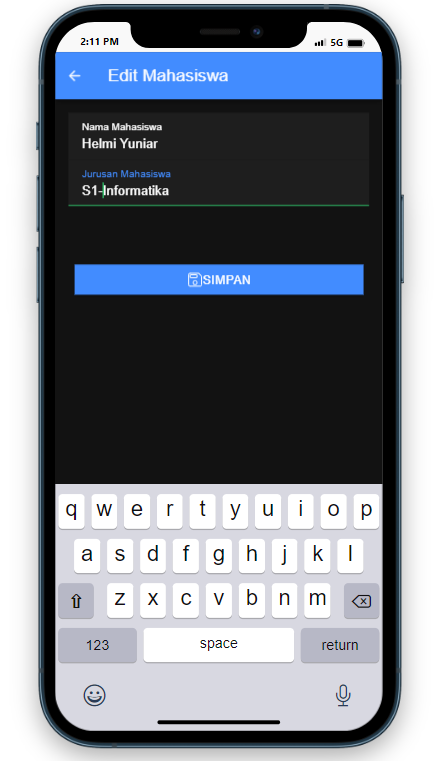 2:11 PM
5G
Edit Mahasiswa
Nama Mahasiswa
Helmi Yuniar
Jurusan Mahasiswa
S1-Informatika
SIMPAN
q w e r t y u i o p
a s d f g h j k l
z x c v b n m
123 space return